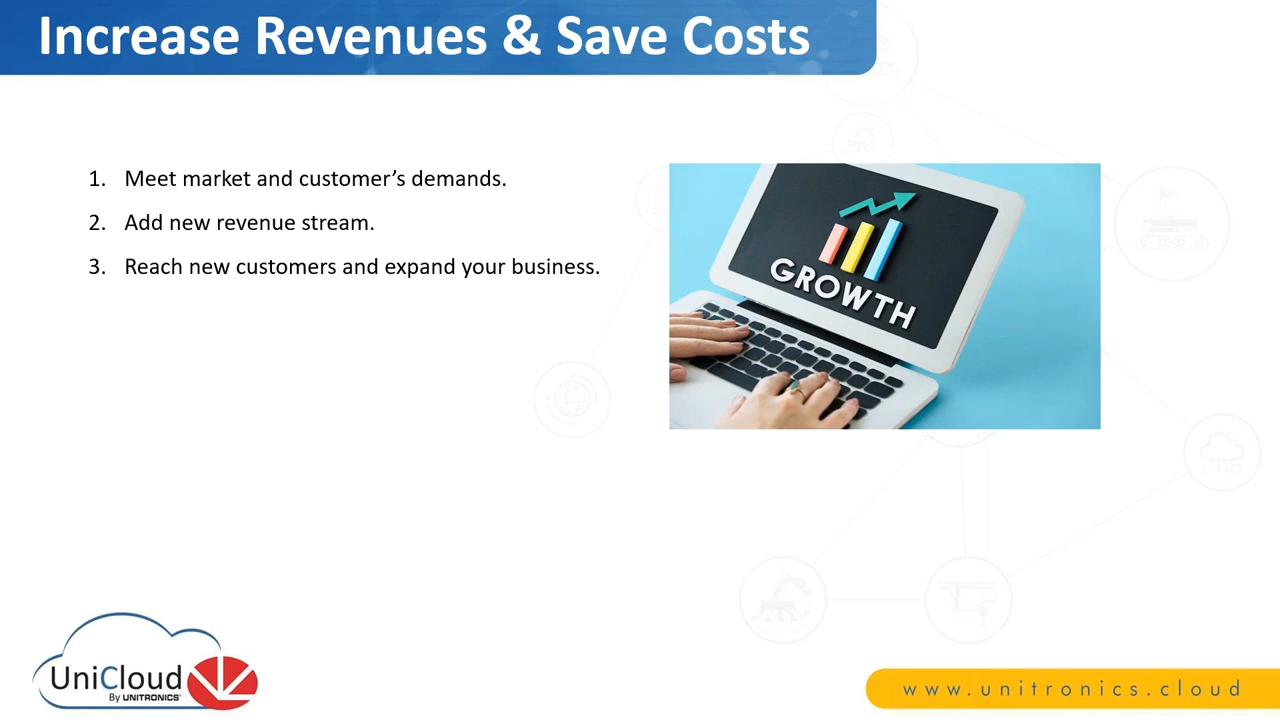 Increase Revenues & Save Costs
1. Meet market and customer’s demands.
2. Add new revenue stream.
3. Reach new customers and expand your business.
GROWTH
UniCloud
By UNITRONICS
www.unitronics.cloud